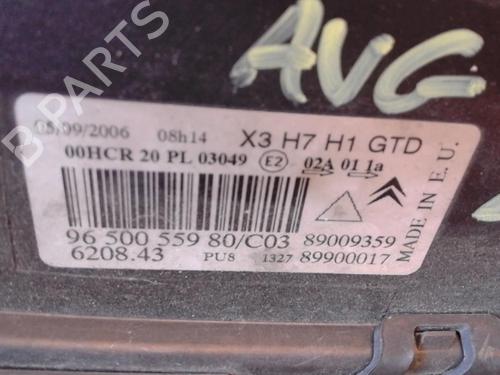 AVG
05/09/2006 08h14 X3 H7 H1 GTD
00HCR 20 PL 03049 E2 02A 01 1a
96 500 559 80/C03 89009359
6208.43 PU8 1327 89900017
MADE IN E. U.
B-PARTS